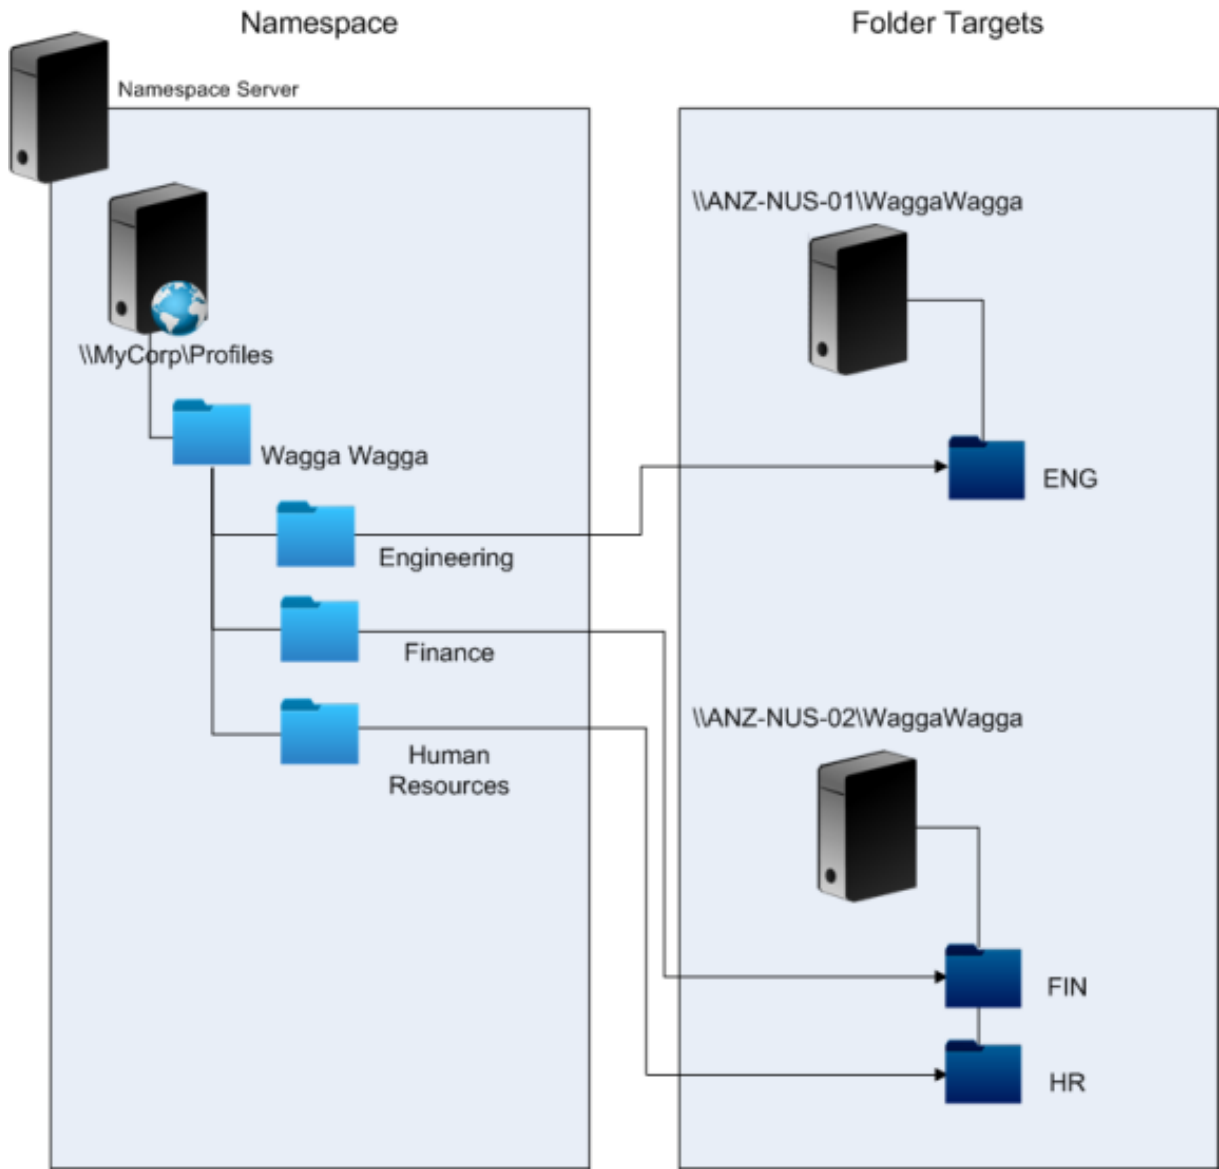 Namespace
Folder Targets
Namespace Server
\\MyCorp\Profiles
Wagga Wagga
Engineering
Finance
Human
Resources
\\ANZ-NUS-01\WaggaWagga
ENG
\\ANZ-NUS-02\WaggaWagga
FIN
HR